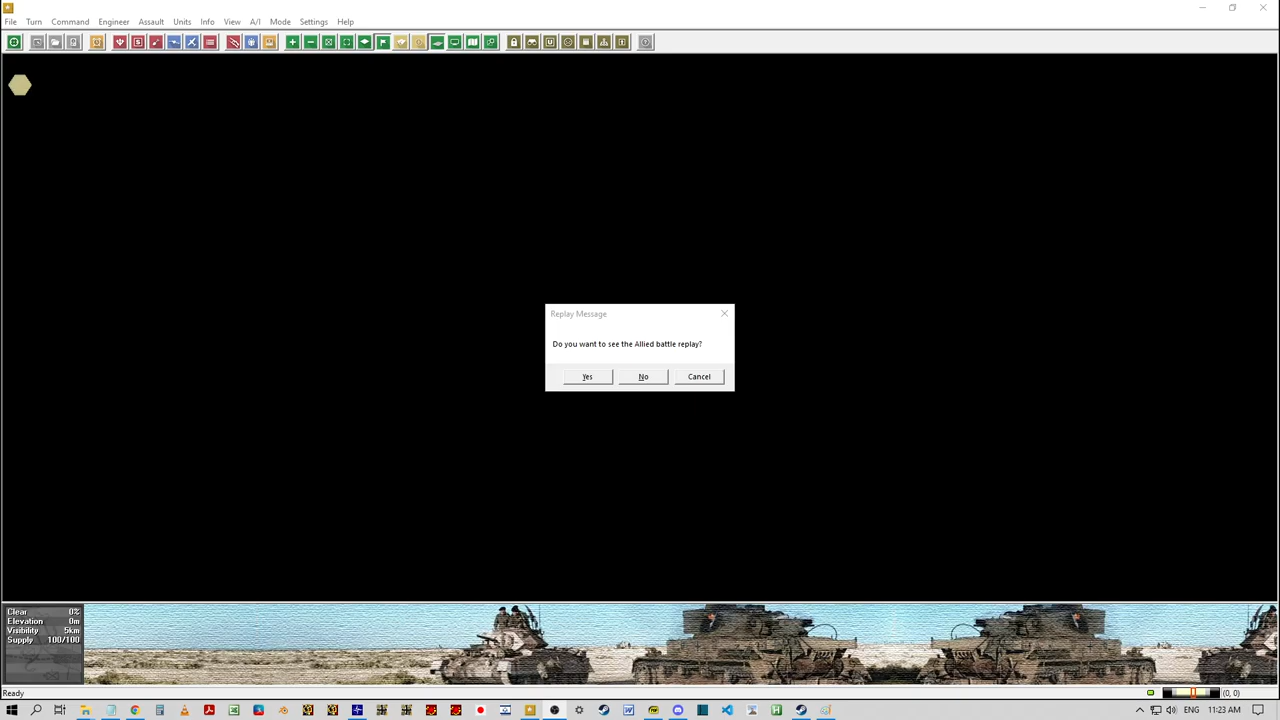 File Turn Command Engineer Assault Units Info View A/I Mode Settings Help
Replay Message
Do you want to see the Allied battle replay?
Yes No Cancel
Clear 0%
Elevation 0m
Visibility 5km
Supply 100/100
Ready (0, 0)
ENG 11:23 AM